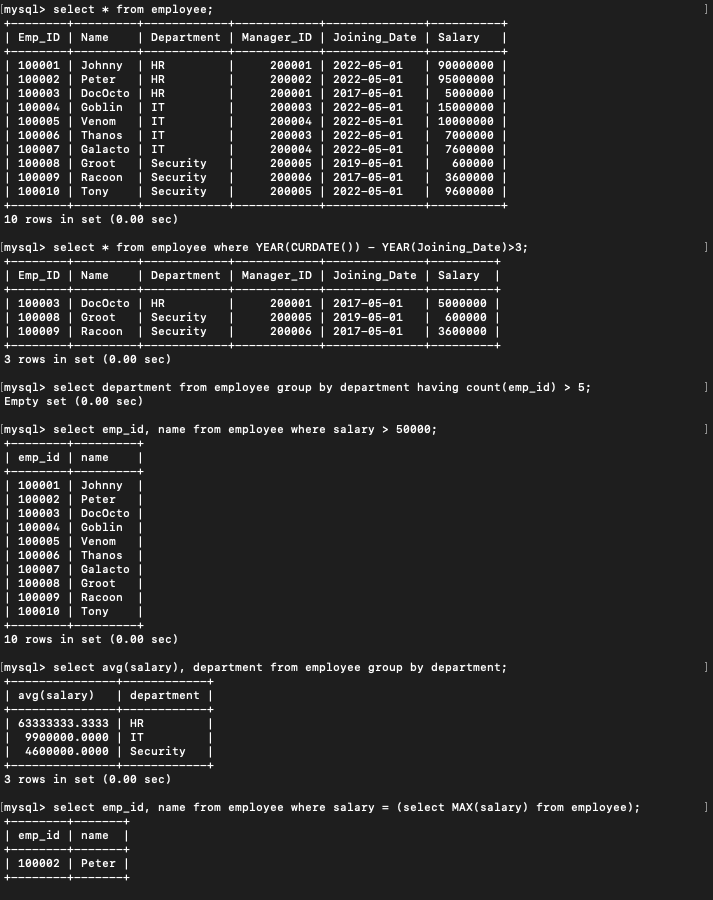 [mysql> select * from employee; ]
+--------+---------+------------+------------+--------------+----------+
| Emp_ID | Name    | Department | Manager_ID | Joining_Date | Salary   |
+--------+---------+------------+------------+--------------+----------+
| 100001 | Johnny  | HR         |     200001 | 2022-05-01   | 90000000 |
| 100002 | Peter   | HR         |     200002 | 2022-05-01   | 95000000 |
| 100003 | DocOcto | HR         |     200001 | 2017-05-01   |  5000000 |
| 100004 | Goblin  | IT         |     200003 | 2022-05-01   | 15000000 |
| 100005 | Venom   | IT         |     200004 | 2022-05-01   | 10000000 |
| 100006 | Thanos  | IT         |     200003 | 2022-05-01   |  7000000 |
| 100007 | Galacto | IT         |     200004 | 2022-05-01   |  7600000 |
| 100008 | Groot   | Security   |     200005 | 2019-05-01   |   600000 |
| 100009 | Racoon  | Security   |     200006 | 2017-05-01   |  3600000 |
| 100010 | Tony    | Security   |     200005 | 2022-05-01   |  9600000 |
+--------+---------+------------+------------+--------------+----------+
10 rows in set (0.00 sec)
[mysql> select * from employee where YEAR(CURDATE()) - YEAR(Joining_Date)>3; ]
+--------+---------+------------+------------+--------------+---------+
| Emp_ID | Name    | Department | Manager_ID | Joining_Date | Salary  |
+--------+---------+------------+------------+--------------+---------+
| 100003 | DocOcto | HR         |     200001 | 2017-05-01   | 5000000 |
| 100008 | Groot   | Security   |     200005 | 2019-05-01   |  600000 |
| 100009 | Racoon  | Security   |     200006 | 2017-05-01   | 3600000 |
+--------+---------+------------+------------+--------------+---------+
3 rows in set (0.00 sec)
[mysql> select department from employee group by department having count(emp_id) > 5; ]
Empty set (0.00 sec)
[mysql> select emp_id, name from employee where salary > 50000; ]
+--------+---------+
| emp_id | name    |
+--------+---------+
| 100001 | Johnny  |
| 100002 | Peter   |
| 100003 | DocOcto |
| 100004 | Goblin  |
| 100005 | Venom   |
| 100006 | Thanos  |
| 100007 | Galacto |
| 100008 | Groot   |
| 100009 | Racoon  |
| 100010 | Tony    |
+--------+---------+
10 rows in set (0.00 sec)
[mysql> select avg(salary), department from employee group by department; ]
+---------------+------------+
| avg(salary)   | department |
+---------------+------------+
| 63333333.3333 | HR         |
|  9900000.0000 | IT         |
|  4600000.0000 | Security   |
+---------------+------------+
3 rows in set (0.00 sec)
[mysql> select emp_id, name from employee where salary = (select MAX(salary) from employee); ]
+--------+-------+
| emp_id | name  |
+--------+-------+
| 100002 | Peter |
+--------+-------+